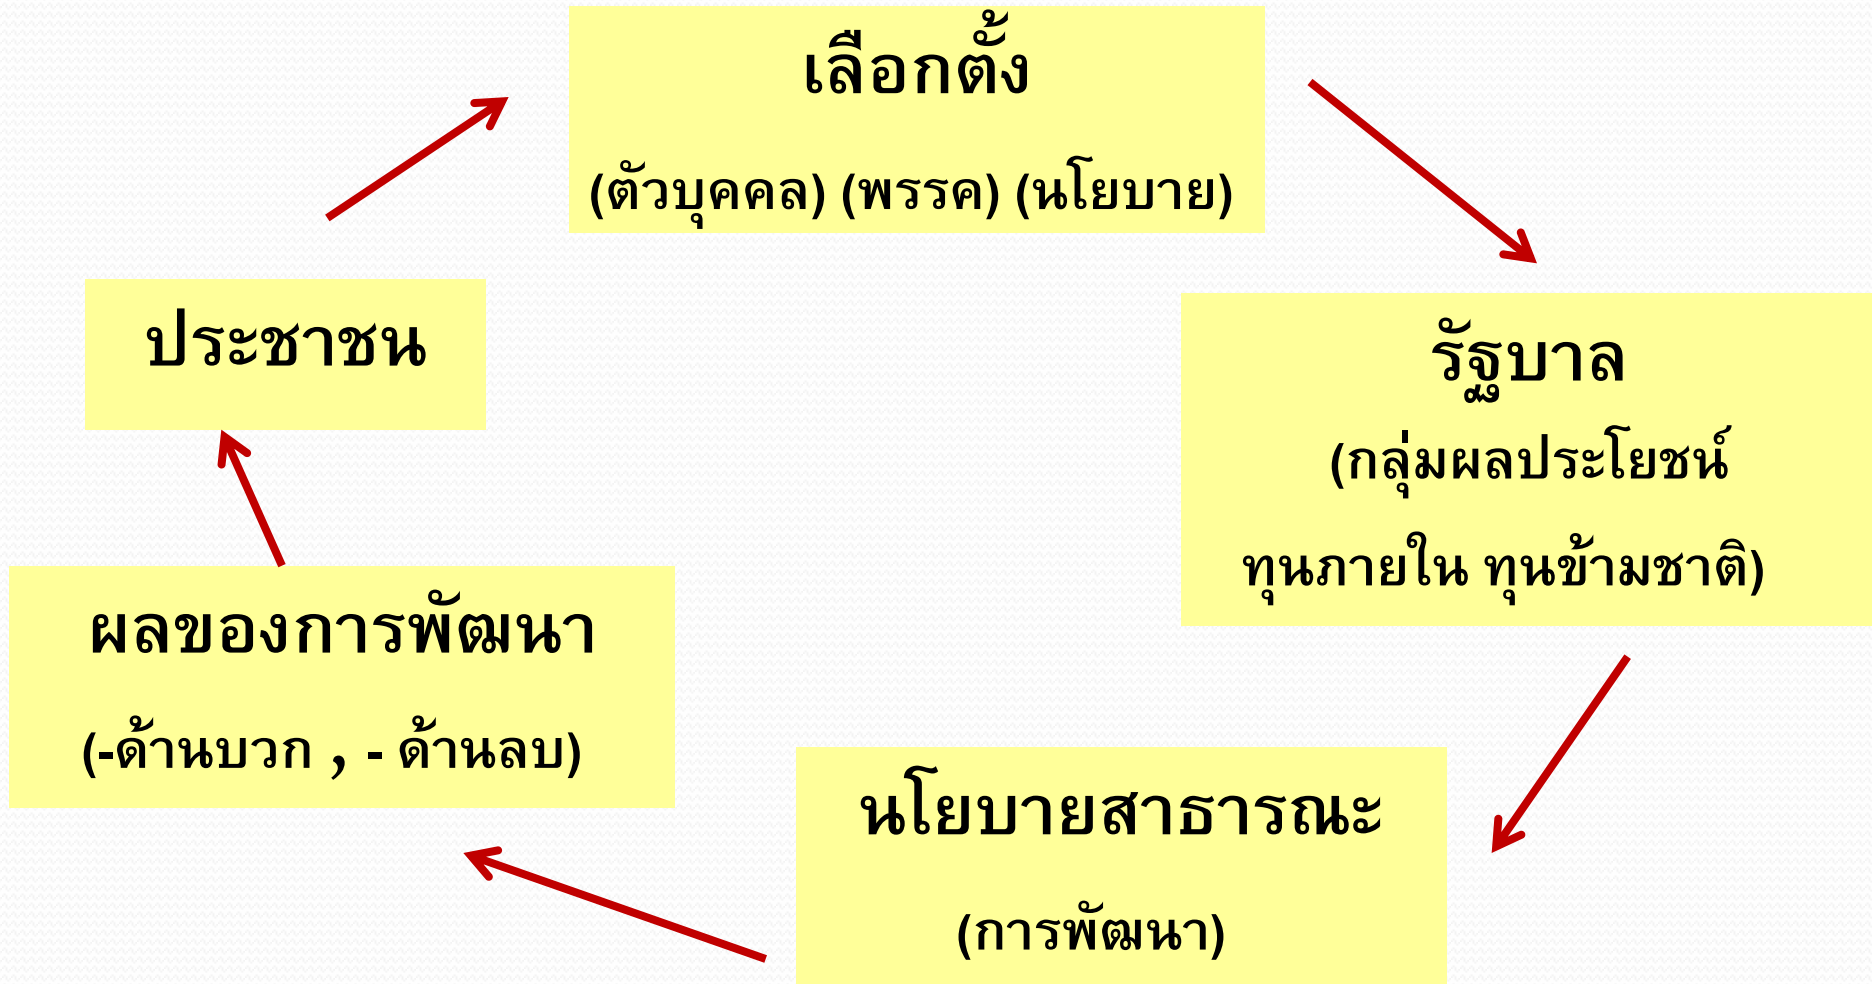 เลือกตั้ง
(ตัวบุคคล) (พรรค) (นโยบาย)
ประชาชน
รัฐบาล
(กลุ่มผลประโยชน์
ทุนภายใน ทุนข้ามชาติ)
ผลของการพัฒนา
(-ด้านบวก , - ด้านลบ)
นโยบายสาธารณะ
(การพัฒนา)